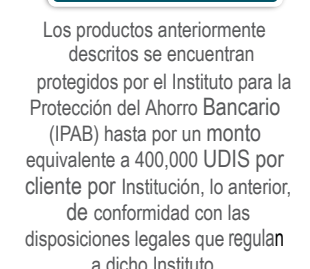 Los productos anteriormente
descritos se encuentran
protegidos por el Instituto para la
Protección del Ahorro Bancario
(IPAB) hasta por un monto
equivalente a 400,000 UDIS por
cliente por Institución, lo anterior,
de conformidad con las
disposiciones legales que regulan
a dicho Instituto